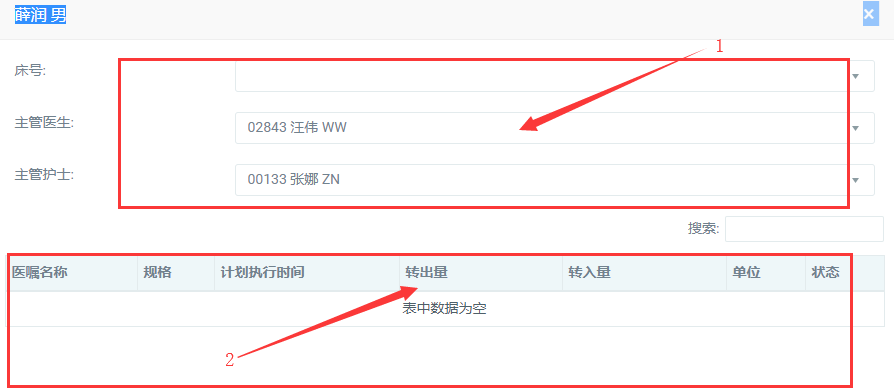 薛润 男 ×
1
床号:
主管医生: 02843 汪伟 WW
主管护士: 00133 张娜 ZN
搜索:
医嘱名称 规格 计划执行时间 转出量 转入量 单位 状态
表中数据为空
2